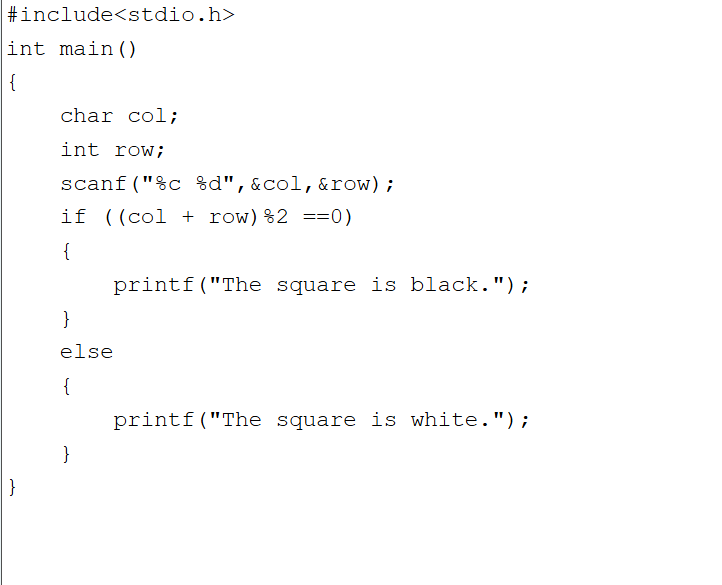 #include<stdio.h>
int main()
{
    char col;
    int row;
    scanf("%c %d",&col,&row);
    if ((col + row)%2 ==0)
    {
        printf("The square is black.");
    }
    else
    {
        printf("The square is white.");
    }
}